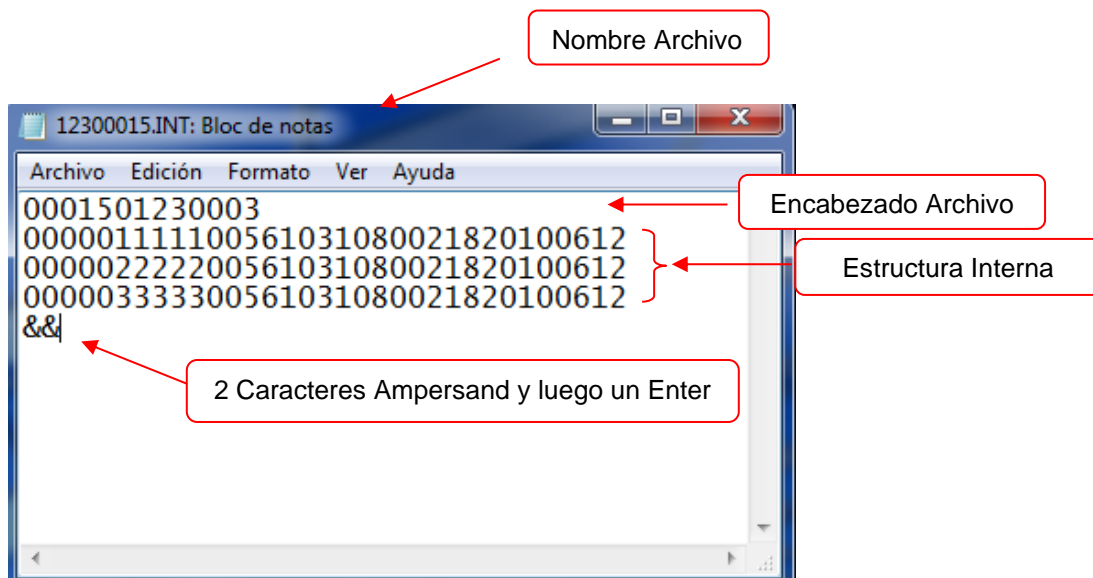 Nombre Archivo
12300015.INT: Bloc de notas
Archivo Edición Formato Ver Ayuda
0001501230003
Encabezado Archivo
000001111100561031080021820100612
000002222200561031080021820100612
Estructura Interna
000003333300561031080021820100612
&&
2 Caracteres Ampersand y luego un Enter